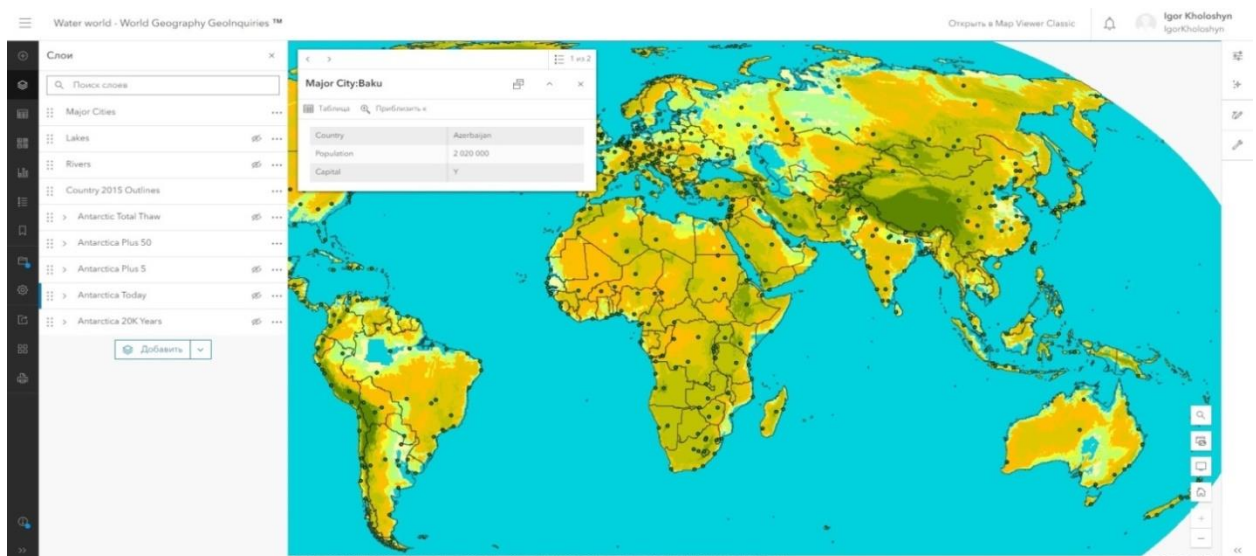 Water world - World Geography GeoInquiries ™
Открыть в Map Viewer Classic
Igor Kholoshyn
IgorKholoshyn
Слои
Поиск слоев
Major Cities
Lakes
Rivers
Country 2015 Outlines
Antarctic Total Thaw
Antarctica Plus 50
Antarctica Plus 5
Antarctica Today
Antarctica 20K Years
Добавить
1 из 2
Major City:Baku
Таблица Приблизить к
Country Azerbaijan
Population 2 020 000
Capital Y